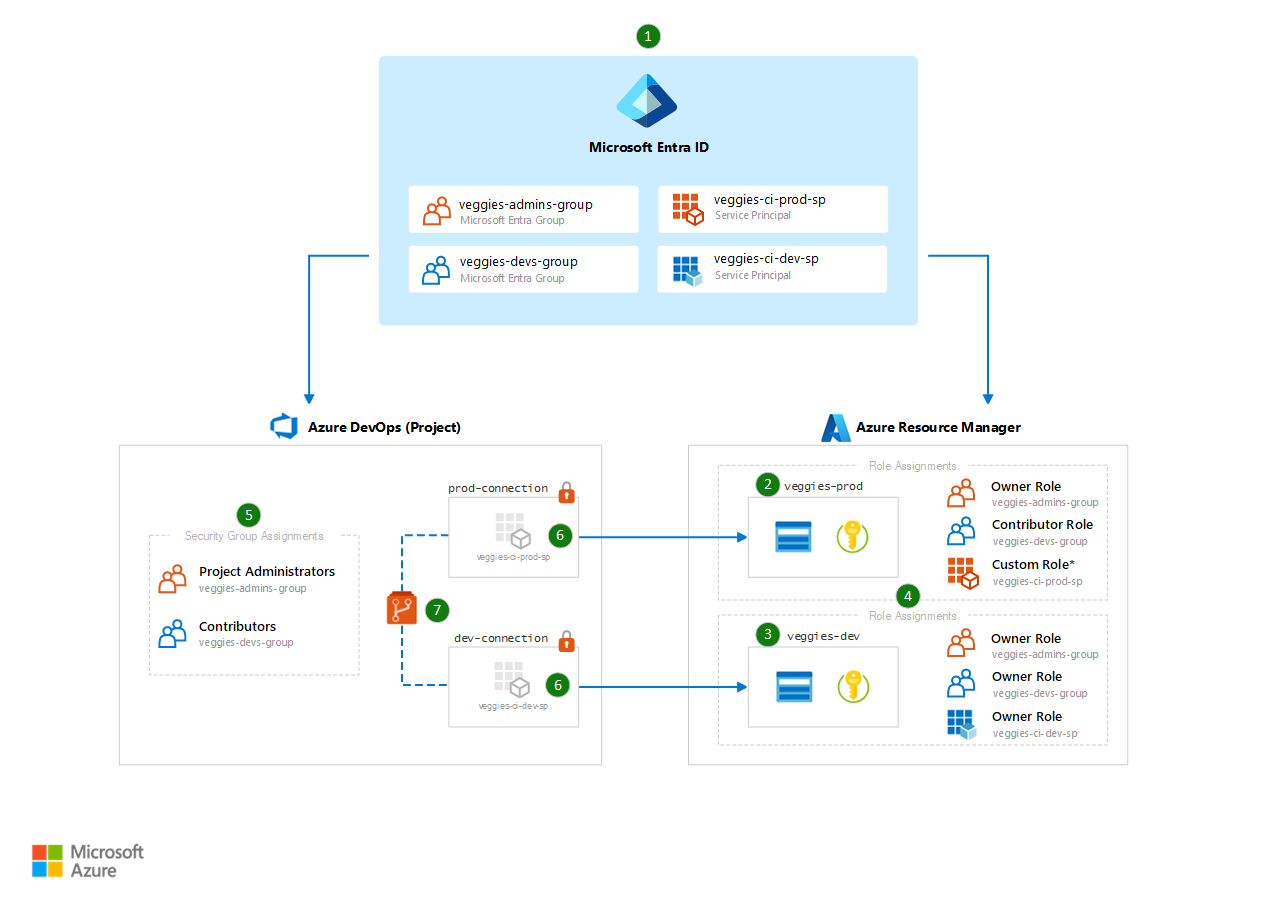 1
Microsoft Entra ID
veggies-admins-group
Microsoft Entra Group
veggies-ci-prod-sp
Service Principal
veggies-devs-group
Microsoft Entra Group
veggies-ci-dev-sp
Service Principal
Azure DevOps (Project)
5
Security Group Assignments
Project Administrators
veggies-admins-group
Contributors
veggies-devs-group
prod-connection
6
veggies-ci-prod-sp
7
dev-connection
6
veggies-ci-dev-sp
Azure Resource Manager
Role Assignments
2
veggies-prod
Owner Role
veggies-admins-group
Contributor Role
veggies-devs-group
Custom Role*
veggies-ci-prod-sp
4
Role Assignments
3
veggies-dev
Owner Role
veggies-admins-group
Owner Role
veggies-devs-group
Owner Role
veggies-ci-dev-sp
Microsoft
Azure